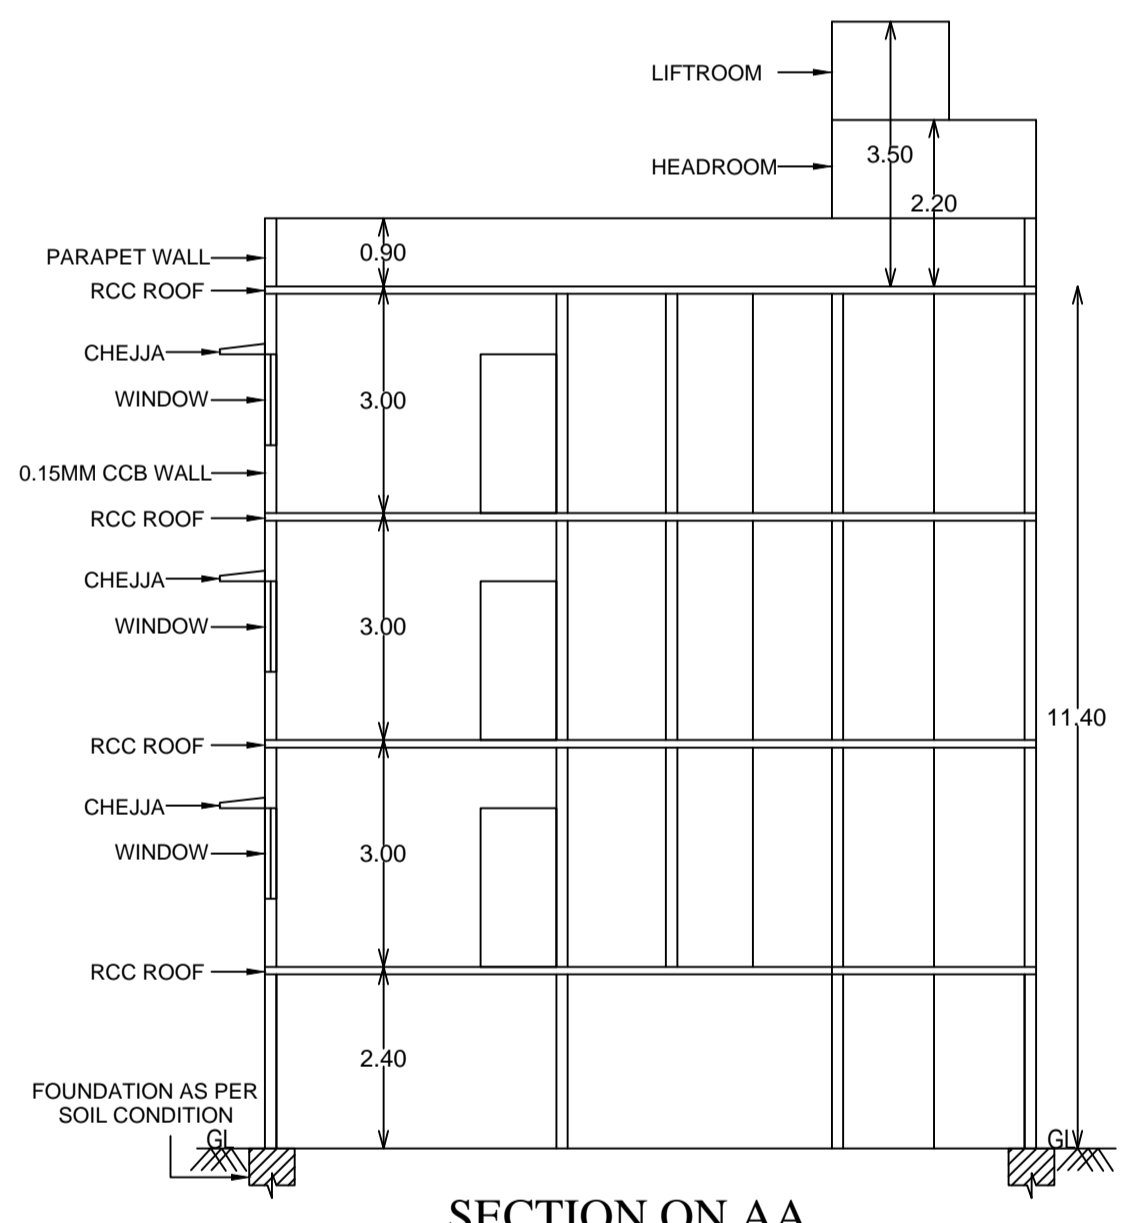 LIFTROOM
3.50
HEADROOM
2.20
PARAPET WALL
0.90
RCC ROOF
CHEJJA
WINDOW
3.00
0.15MM CCB WALL
RCC ROOF
CHEJJA
WINDOW
3.00
11.40
RCC ROOF
CHEJJA
WINDOW
3.00
RCC ROOF
2.40
FOUNDATION AS PER
SOIL CONDITION
GL
GL
SECTION ON AA